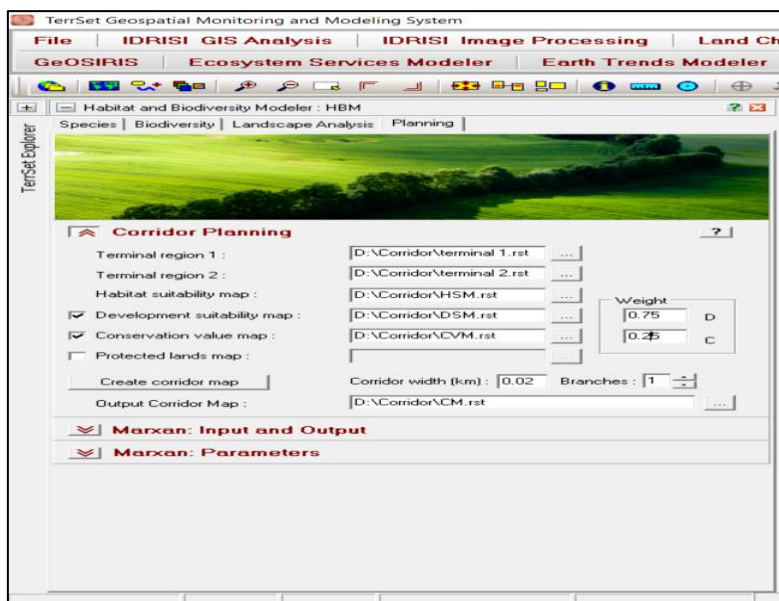 TerrSet Geospatial Monitoring and Modeling System
File | IDRISI GIS Analysis | IDRISI Image Processing | Land Ch
GeOSIRIS | Ecosystem Services Modeler | Earth Trends Modeler
Habitat and Biodiversity Modeler : HBM
TerrSet Explorer
Species | Biodiversity | Landscape Analysis | Planning |
Corridor Planning ?
Terminal region 1 : D:\Corridor\terminal 1.rst ...
Terminal region 2 : D:\Corridor\terminal 2.rst ...
Habitat suitability map : D:\Corridor\HSM.rst ...
Weight
Development suitability map : D:\Corridor\DSM.rst ... 0.75 D
Conservation value map : D:\Corridor\CVM.rst ... 0.25 C
Protected lands map : ...
Create corridor map Corridor width (km) : 0.02 Branches : 1
Output Corridor Map : D:\Corridor\CM.rst ...
Marxan: Input and Output
Marxan: Parameters